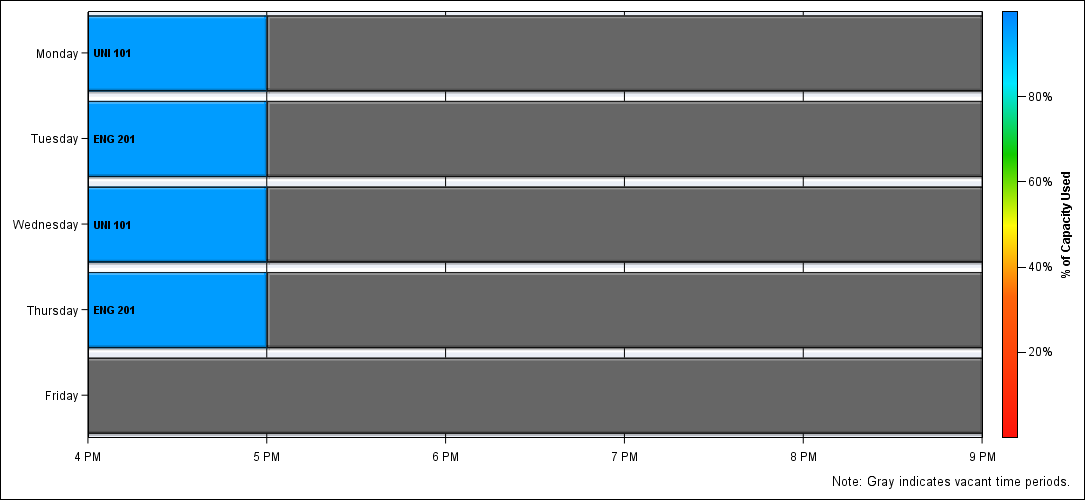 Monday
UNI 101
Tuesday
ENG 201
Wednesday
UNI 101
Thursday
ENG 201
Friday
4 PM 5 PM 6 PM 7 PM 8 PM 9 PM
80%
60%
40%
20%
% of Capacity Used
Note: Gray indicates vacant time periods.